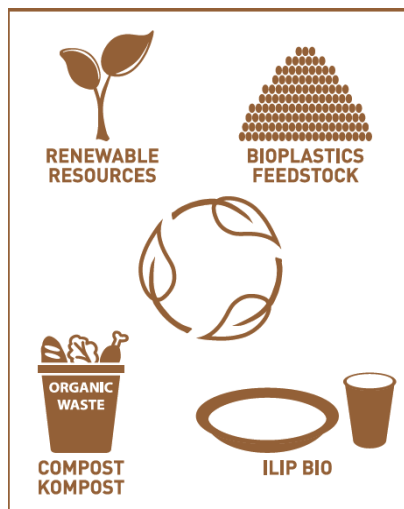 RENEWABLE
RESOURCES
BIOPLASTICS
FEEDSTOCK
ORGANIC
WASTE
COMPOST
KOMPOST
ILIP BIO